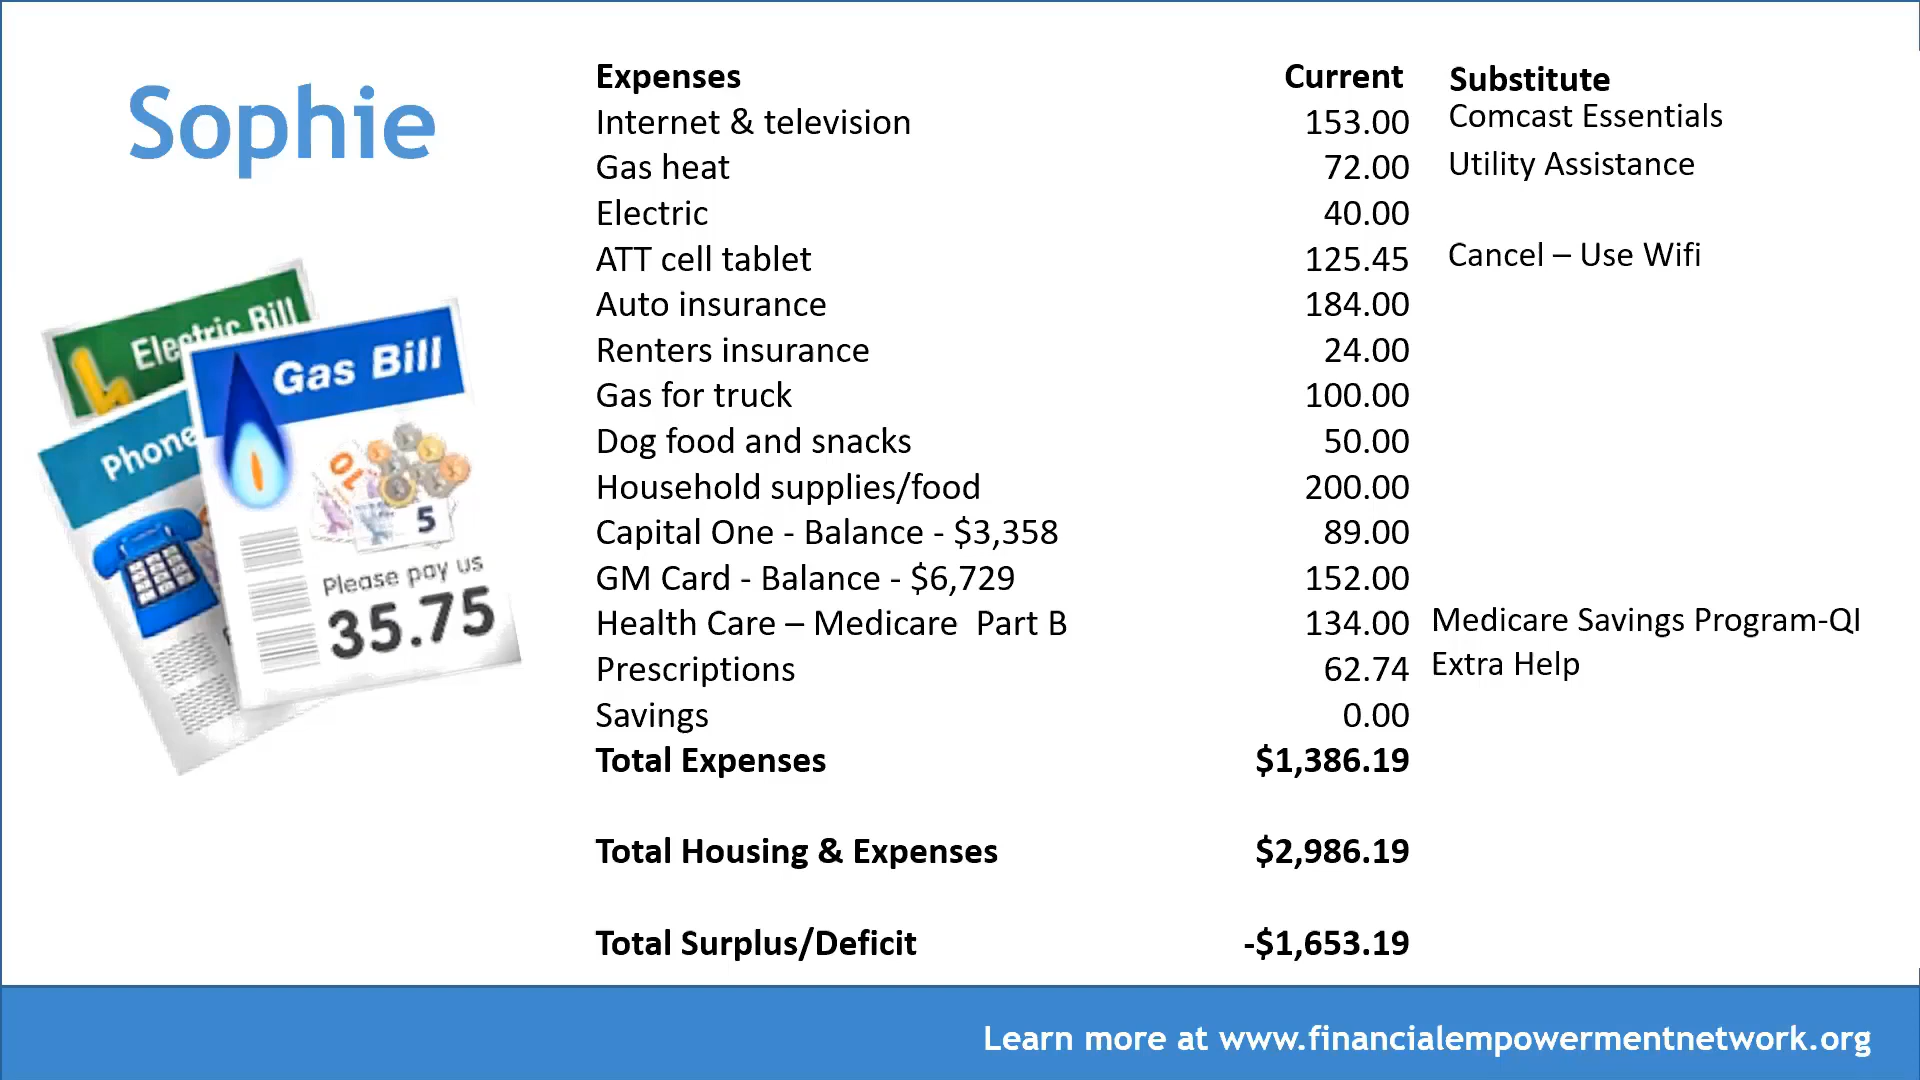 Sophie
Expenses Current Substitute
Internet & television 153.00 Comcast Essentials
Gas heat 72.00 Utility Assistance
Electric 40.00
ATT cell tablet 125.45 Cancel – Use Wifi
Auto insurance 184.00
Renters insurance 24.00
Gas for truck 100.00
Dog food and snacks 50.00
Household supplies/food 200.00
Capital One - Balance - $3,358 89.00
GM Card - Balance - $6,729 152.00
Health Care – Medicare Part B 134.00 Medicare Savings Program-QI
Prescriptions 62.74 Extra Help
Savings 0.00
Total Expenses $1,386.19
Total Housing & Expenses $2,986.19
Total Surplus/Deficit -$1,653.19
Electric Bill
Gas Bill
Phone
10
5
Please pay us
35.75
Learn more at www.financialempowermentnetwork.org